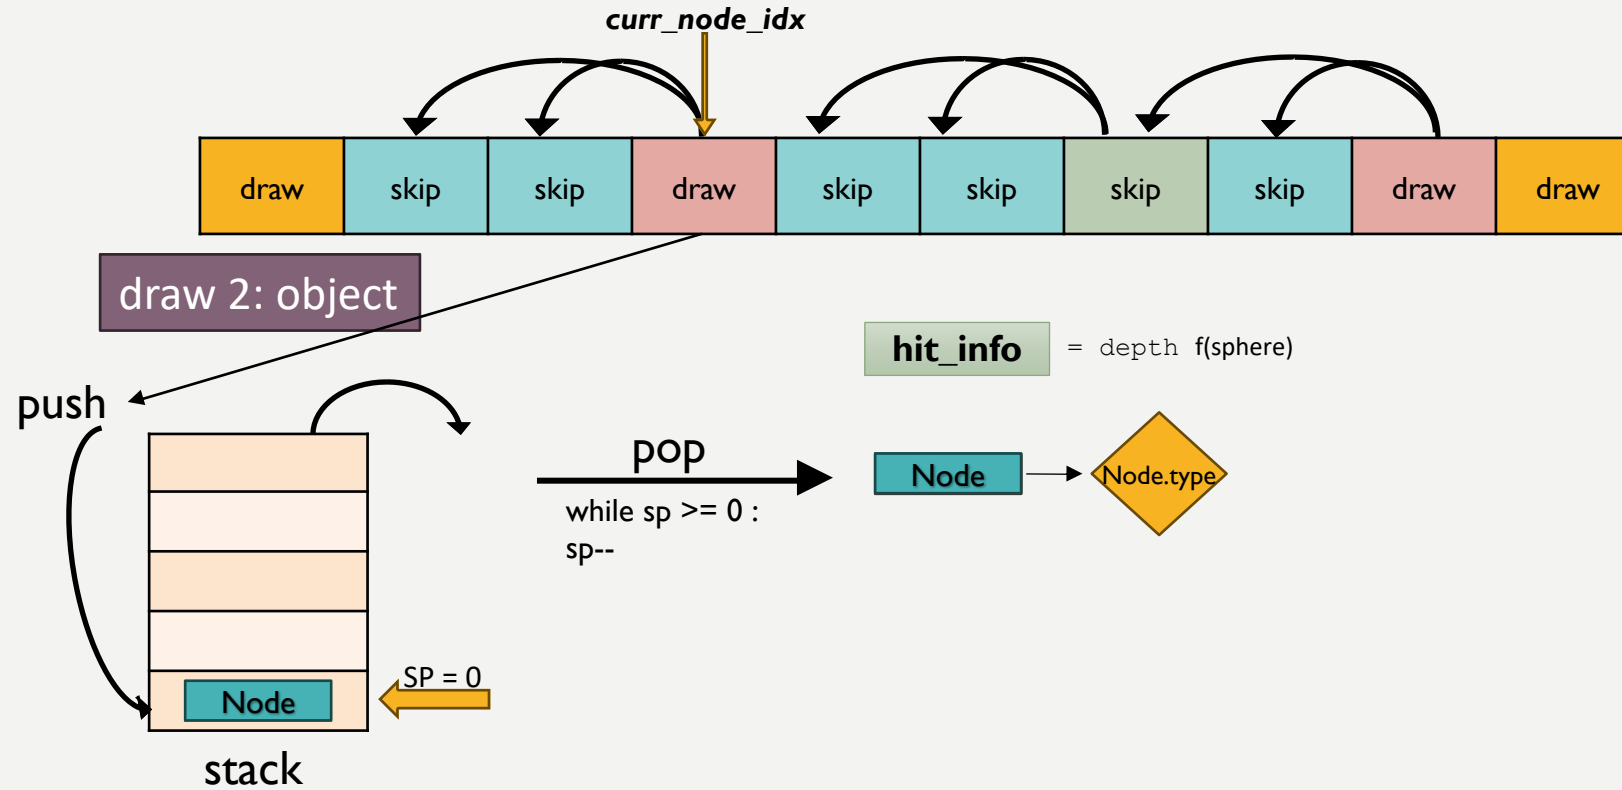 curr_node_idx
draw skip skip draw skip skip skip skip draw draw
draw 2: object
hit_info = depth f(sphere)
push
pop
while sp >= 0 :
sp--
Node
Node.type
SP = 0
Node
stack